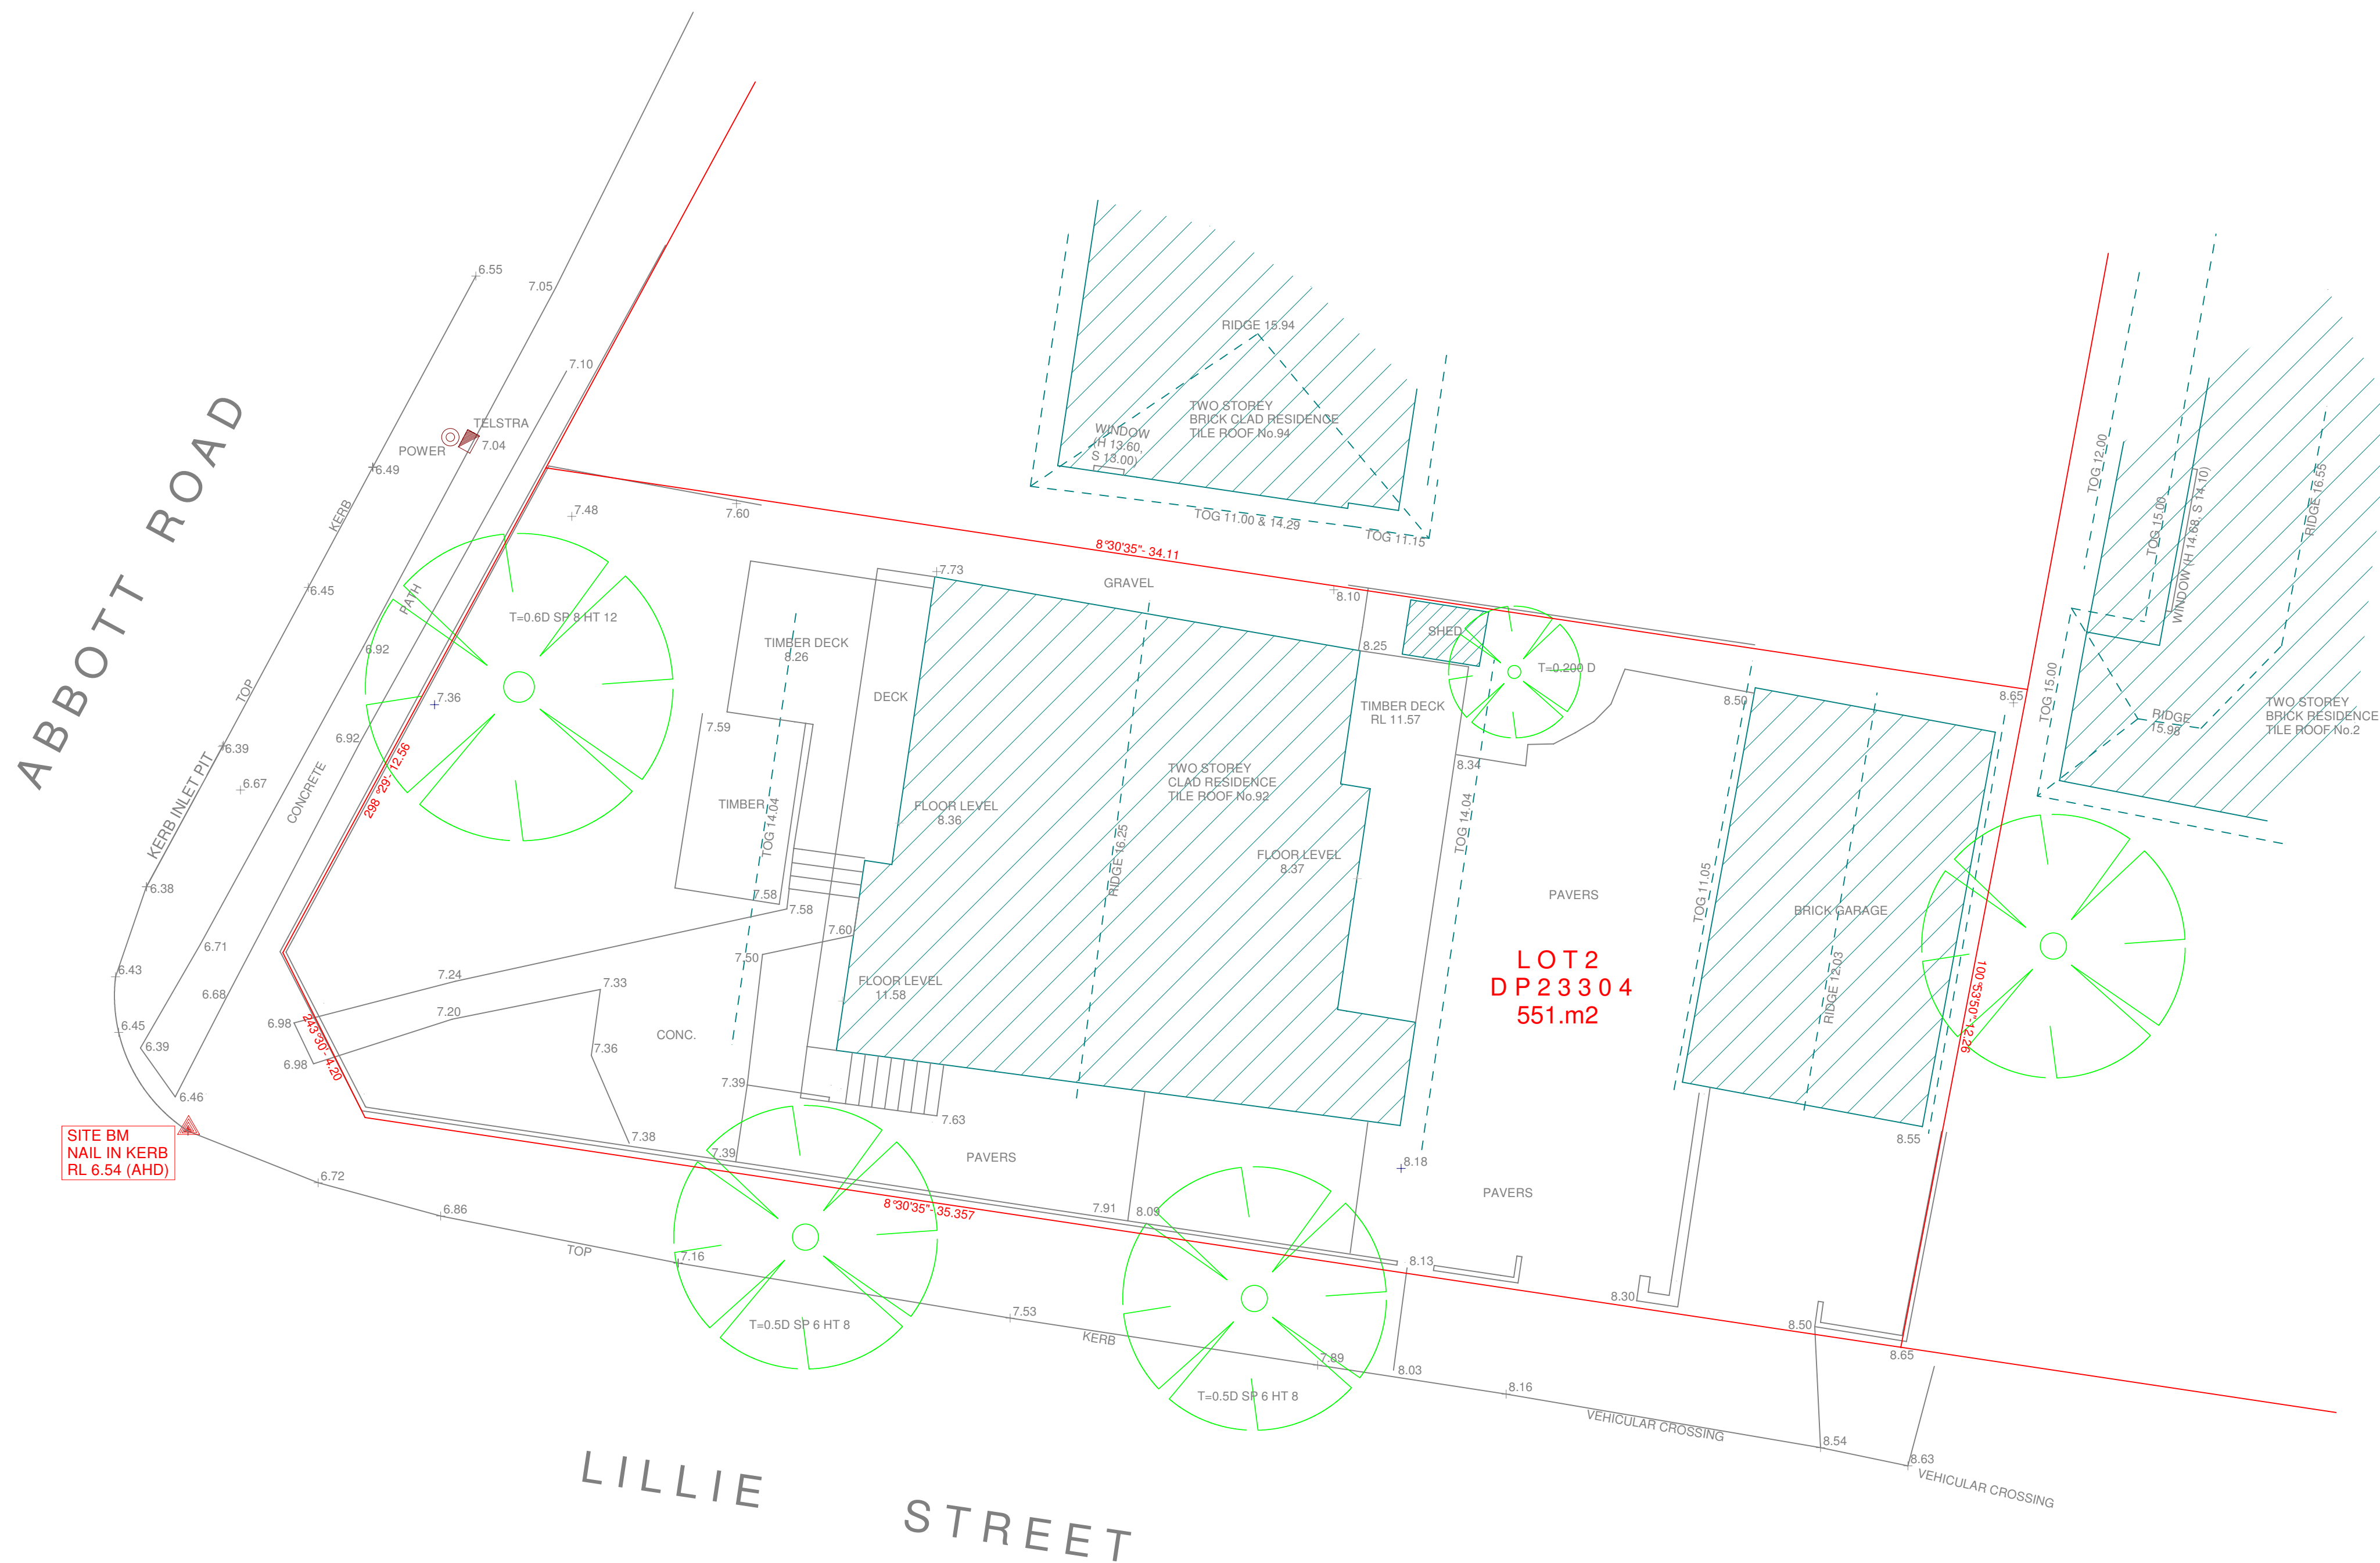 ABBOTT ROAD
6.55
7.05
7.10
TELSTRA
POWER
7.04
6.49
KERB
7.48
7.60
6.45
PATH
T=0.6D SP 8 HT 12
6.92
TOP
7.36
6.92
298°29'- 12.56
6.39
KERB INLET PIT
6.67
CONCRETE
6.38
6.71
6.43
6.68
6.45
6.39
6.46
SITE BM
NAIL IN KERB
RL 6.54 (AHD)
RIDGE 15.94
TWO STOREY
BRICK CLAD RESIDENCE
TILE ROOF No.94
WINDOW
(H 13.60,
S 13.00)
TOG 11.00 & 14.29
TOG 11.15
8°30'35"- 34.11
GRAVEL
7.73
8.10
TIMBER DECK
8.26
DECK
SHED
8.25
T=0.200 D
TIMBER DECK
RL 11.57
7.59
TIMBER
TOG 14.04
7.58
7.58
7.60
7.50
TWO STOREY
CLAD RESIDENCE
TILE ROOF No.92
FLOOR LEVEL
8.36
RIDGE 16.25
FLOOR LEVEL
8.37
FLOOR LEVEL
11.58
8.34
TOG 14.04
PAVERS
8.50
TOG 11.05
BRICK GARAGE
RIDGE 12.03
LOT2
DP23304
551.m2
8.65
TOG 12.00
TOG 15.00
WINDOW (H 14.68, S 14.10)
RIDGE 16.55
TOG 15.00
RIDGE
15.98
TWO STOREY
BRICK RESIDENCE
TILE ROOF No.2
100°53'50"-12.26
7.24
7.33
7.20
6.98
6.98
243°30'- 4.20
CONC.
7.36
7.39
7.38
7.39
7.63
PAVERS
8°30'35"- 35.357
7.91
8.09
8.18
PAVERS
8.55
8.13
8.30
8.50
8.65
6.72
6.86
TOP
7.16
T=0.5D SP 6 HT 8
7.53
KERB
7.89
T=0.5D SP 6 HT 8
8.03
8.16
VEHICULAR CROSSING
8.54
8.63
VEHICULAR CROSSING
LILLIE STREET